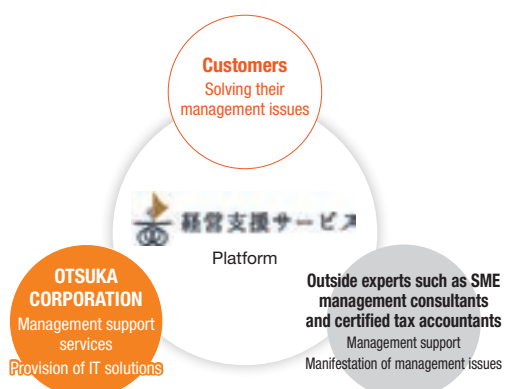 Customers
Solving their
management issues
経営支援サービス
Platform
OTSUKA
CORPORATION
Management support
services
Provision of IT solutions
Outside experts such as SME
management consultants
and certified tax accountants
Management support
Manifestation of management issues